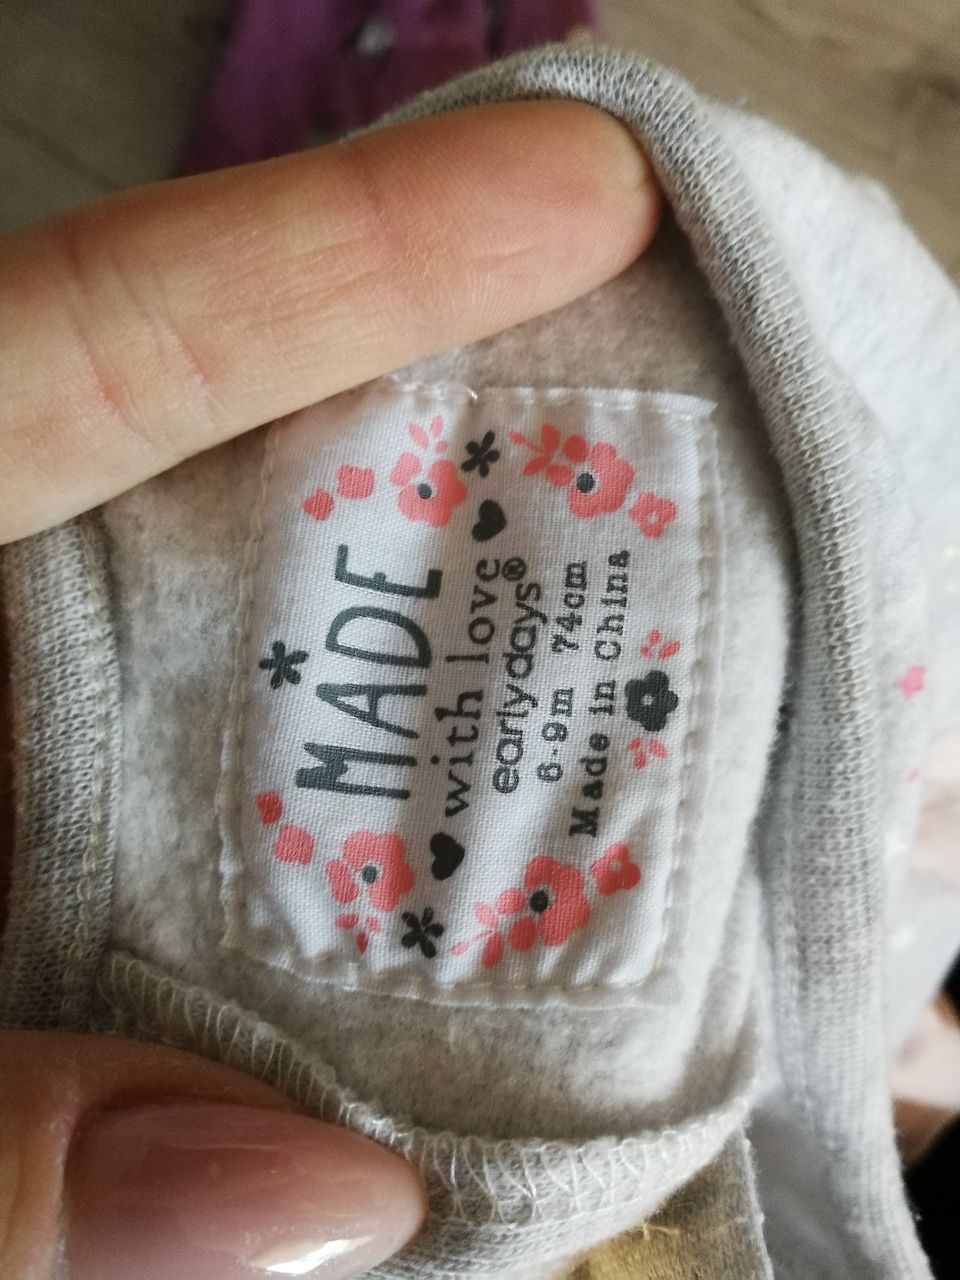 MADE
with love
earlydays®
6-9m 74cm
Made in China